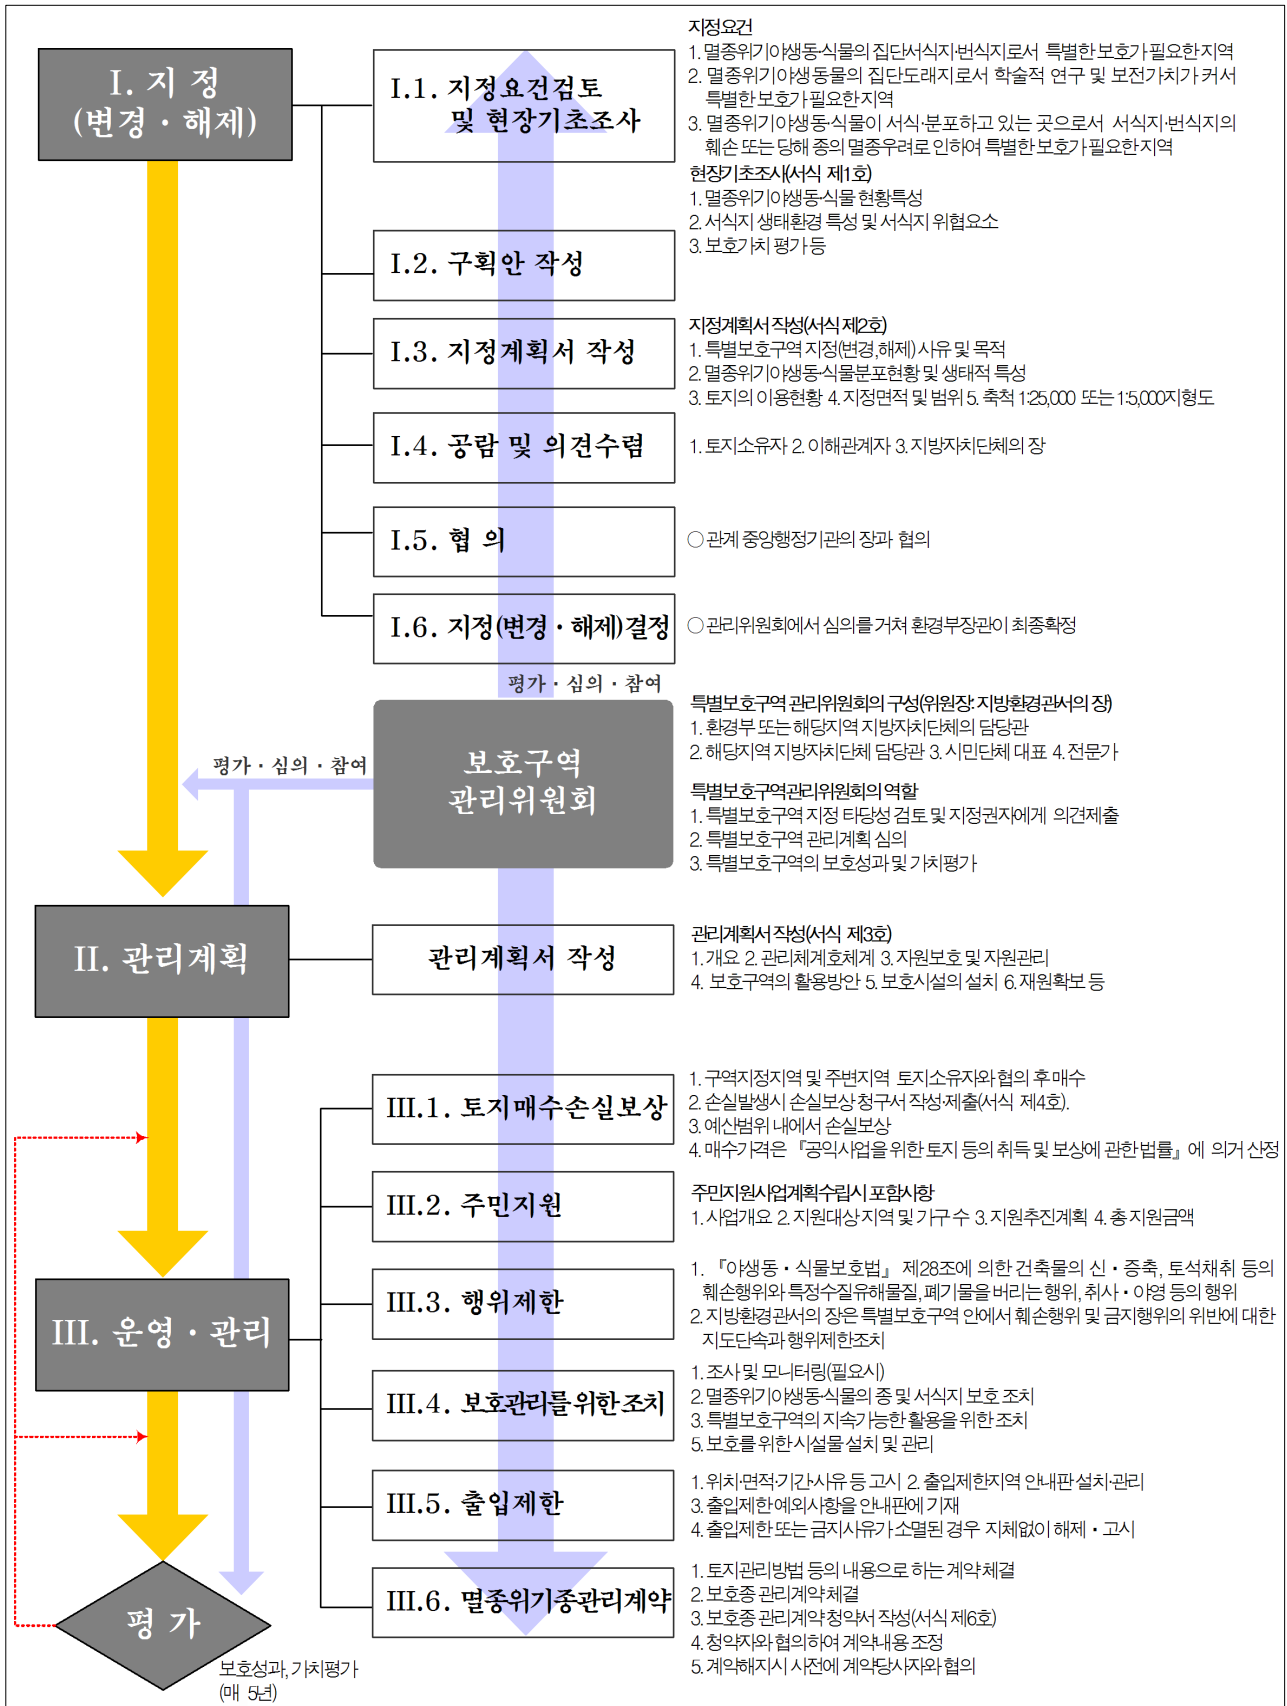 I. 지 정
(변경 · 해제)
I.1. 지정요건검토
및 현장기초조사
지정요건
1. 멸종위기야생동·식물의 집단서식지·번식지로서 특별한 보호가 필요한 지역
2. 멸종위기야생동물의 집단도래지로서 학술적 연구 및 보전가치가 커서
특별한 보호가 필요한 지역
3. 멸종위기야생동·식물이 서식·분포하고 있는 곳으로서 서식지·번식지의
훼손 또는 당해 종의 멸종우려로 인하여 특별한 보호가 필요한 지역
현장기초조사(서식 제1호)
1. 멸종위기야생동·식물 현황특성
2. 서식지 생태환경 특성 및 서식지 위협요소
3. 보호가치 평가 등
I.2. 구획안 작성
I.3. 지정계획서 작성
지정계획서 작성(서식 제2호)
1. 특별보호구역 지정(변경,해제) 사유 및 목적
2. 멸종위기야생동·식물분포현황 및 생태적 특성
3. 토지의 이용현황 4. 지정면적 및 범위 5. 축척 1:25,000 또는 1:5,000지형도
I.4. 공람 및 의견수렴
1. 토지소유자 2. 이해관계자 3. 지방자치단체의 장
I.5. 협 의
○ 관계 중앙행정기관의 장과 협의
I.6. 지정(변경 · 해제)결정
○ 관리위원회에서 심의를 거쳐 환경부장관이 최종확정
평가 · 심의 · 참여
평가 · 심의 · 참여
보호구역
관리위원회
특별보호구역 관리위원회의 구성(위원장: 지방환경관서의 장)
1. 환경부 또는 해당지역 지방자치단체의 담당관
2. 해당지역 지방자치단체 담당관 3. 시민단체 대표 4. 전문가
특별보호구역관리위원회의 역할
1. 특별보호구역 지정 타당성 검토 및 지정권자에게 의견제출
2. 특별보호구역 관리계획 심의
3. 특별보호구역의 보호성과 및 가치평가
II. 관리계획
관리계획서 작성
관리계획서 작성(서식 제3호)
1. 개요 2. 관리체계호체계 3. 자원보호 및 자원관리
4. 보호구역의 활용방안 5. 보호시설의 설치 6. 재원확보 등
III.1. 토지매수손실보상
1. 구역지정지역 및 주변지역 토지소유자와 협의 후 매수
2. 손실발생시 손실보상 청구서 작성·제출(서식 제4호).
3. 예산범위 내에서 손실보상
4. 매수가격은 『공익사업을 위한 토지 등의 취득 및 보상에 관한 법률』에 의거 산정
III.2. 주민지원
주민지원사업계획수립시 포함사항
1. 사업개요 2. 지원대상 지역 및 가구 수 3. 지원추진계획 4. 총 지원금액
III. 운영 · 관리
III.3. 행위제한
1. 『야생동 · 식물보호법』 제28조에 의한 건축물의 신 · 증축, 토석채취 등의
훼손행위와 특정수질유해물질, 폐기물을 버리는 행위, 취사 · 야영 등의 행위
2. 지방환경관서의 장은 특별보호구역 안에서 훼손행위 및 금지행위의 위반에 대한
지도단속과 행위제한조치
III.4. 보호관리를위한조치
1. 조사 및 모니터링(필요시)
2. 멸종위기야생동·식물의 종 및 서식지 보호 조치
3. 특별보호구역의 지속가능한 활용을 위한 조치
5. 보호를 위한 시설물 설치 및 관리
III.5. 출입제한
1. 위치·면적·기간·사유 등 고시 2. 출입제한지역 안내판 설치·관리
3. 출입제한 예외사항을 안내판에 기재
4. 출입제한 또는 금지사유가 소멸된 경우 지체없이 해제 · 고시
III.6. 멸종위기종관리계약
1. 토지관리방법 등의 내용으로 하는 계약 체결
2. 보호종 관리계약 체결
3. 보호종 관리계약 청약서 작성(서식 제6호)
4. 청약자와 협의하여 계약내용 조정
5. 계약해지시 사전에 계약당사자와 협의
평 가
보호성과, 가치평가
(매 5년)